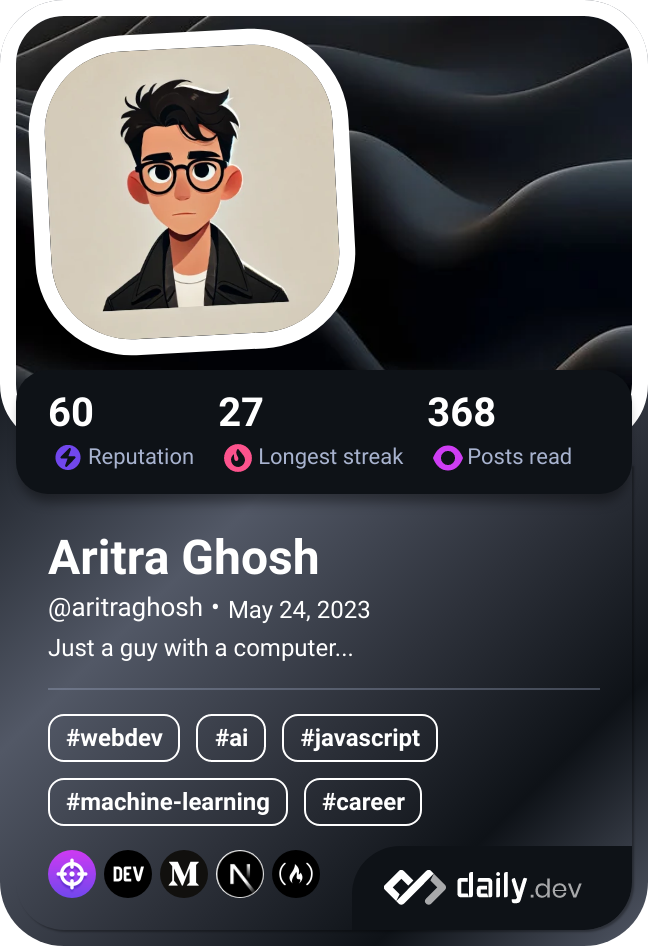 60 27 368
Reputation Longest streak Posts read
Aritra Ghosh
@aritraghosh • May 24, 2023
Just a guy with a computer...
#webdev #ai #javascript
#machine-learning #career
DEV M N daily.dev